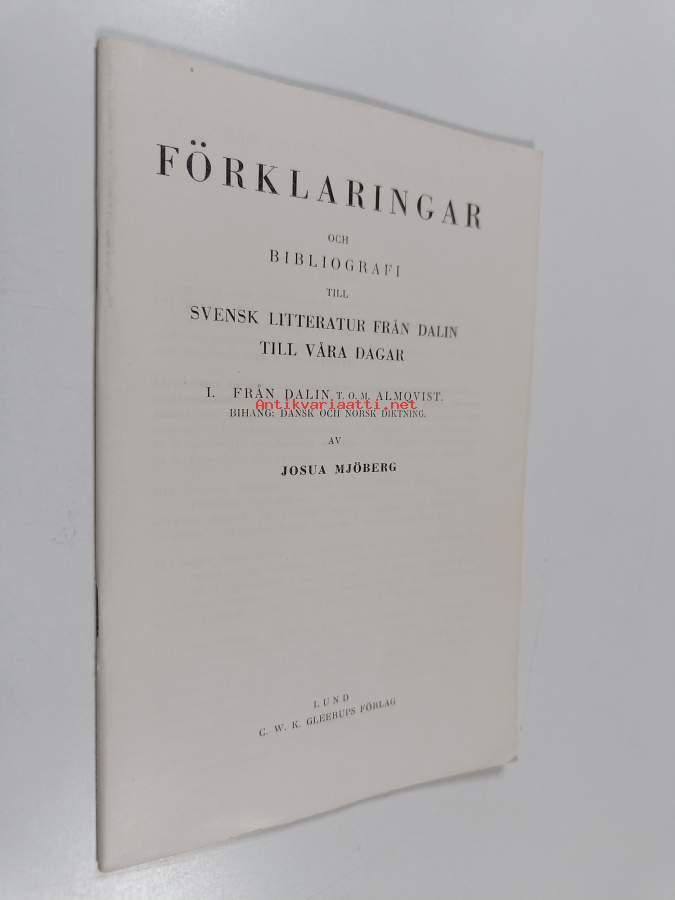 FÖRKLARINGAR
OCH
BIBLIOGRAFI
TILL
SVENSK LITTERATUR FRÅN DALIN
TILL VÅRA DAGAR
I. FRÅN DALIN T. O. M. ALMQVIST.
Antikvariaatti.net
BIHANG: DANSK OCH NORSK DIKTNING.
AV
JOSUA MJÖBERG
LUND
C. W. K. GLEERUPS FÖRLAG